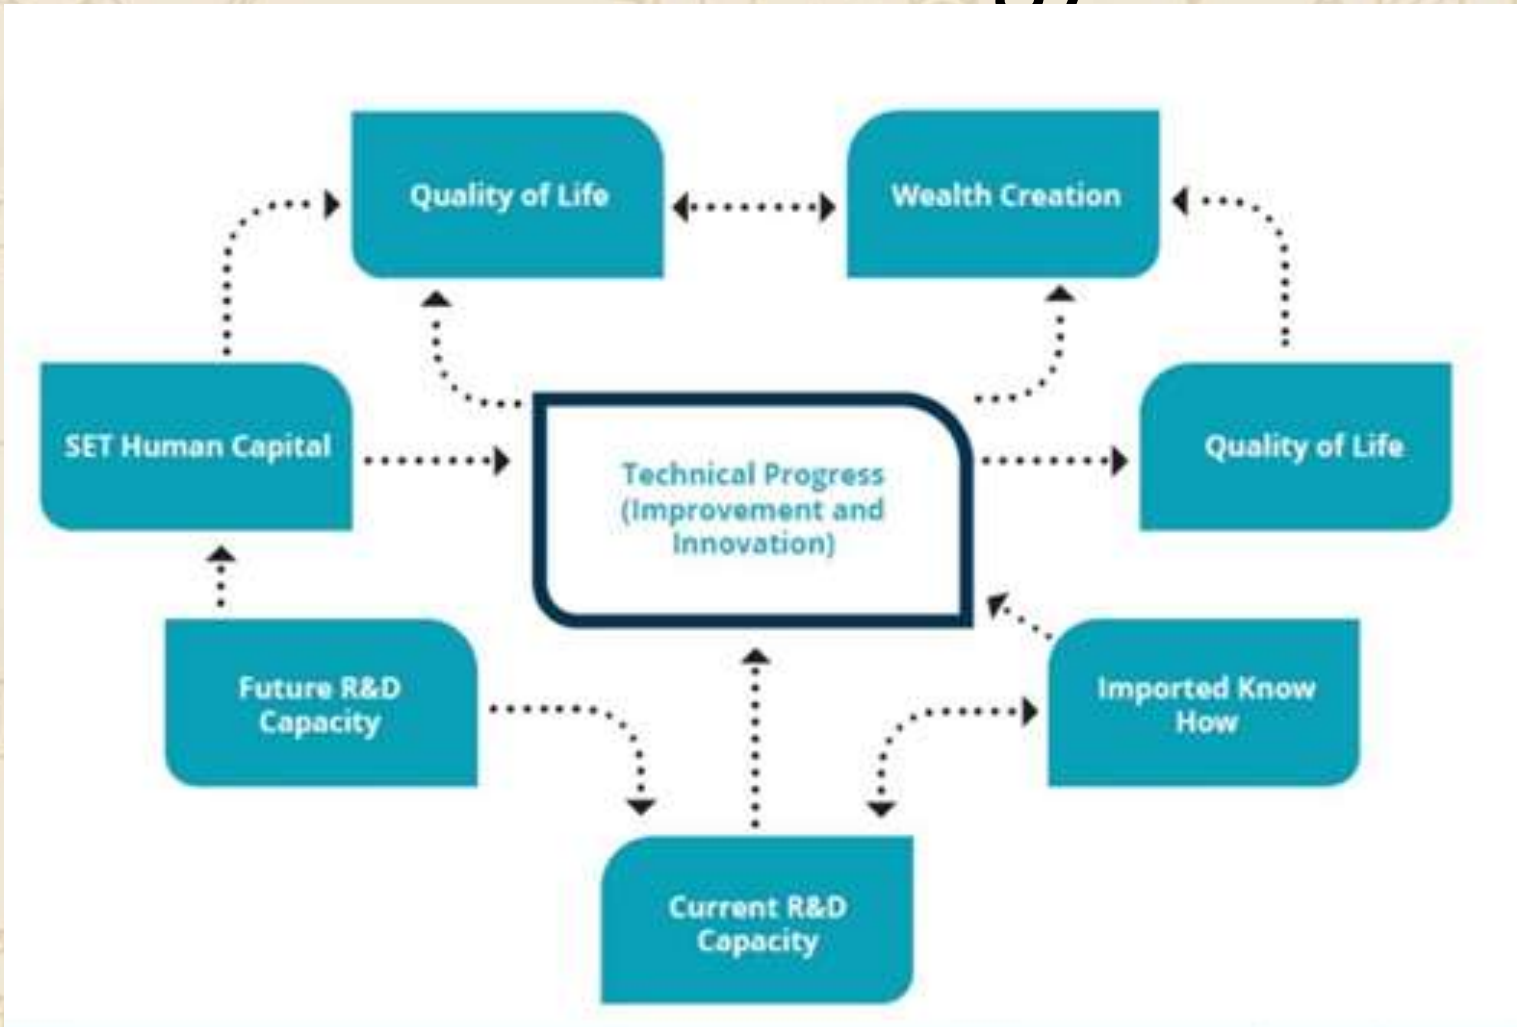 Quality of Life
Wealth Creation
SET Human Capital
Technical Progress
(Improvement and
Innovation)
Quality of Life
Future R&D
Capacity
Imported Know
How
Current R&D
Capacity